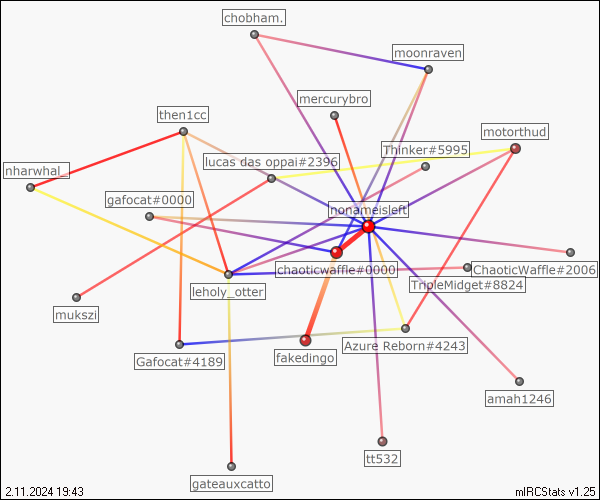 chobham.
moonraven
mercurybro
then1cc
motorthud
Thinker#5995
lucas das oppai#2396
nharwhal_
gafocat#0000
nonameisleft
chaoticwaffle#0000
ChaoticWaffle#2006
TripleMidget#8824
leholy_otter
mukszi
Azure Reborn#4243
fakedingo
Gafocat#4189
amah1246
tt532
gateauxcatto
2.11.2024 19:43
mIRCStats v1.25